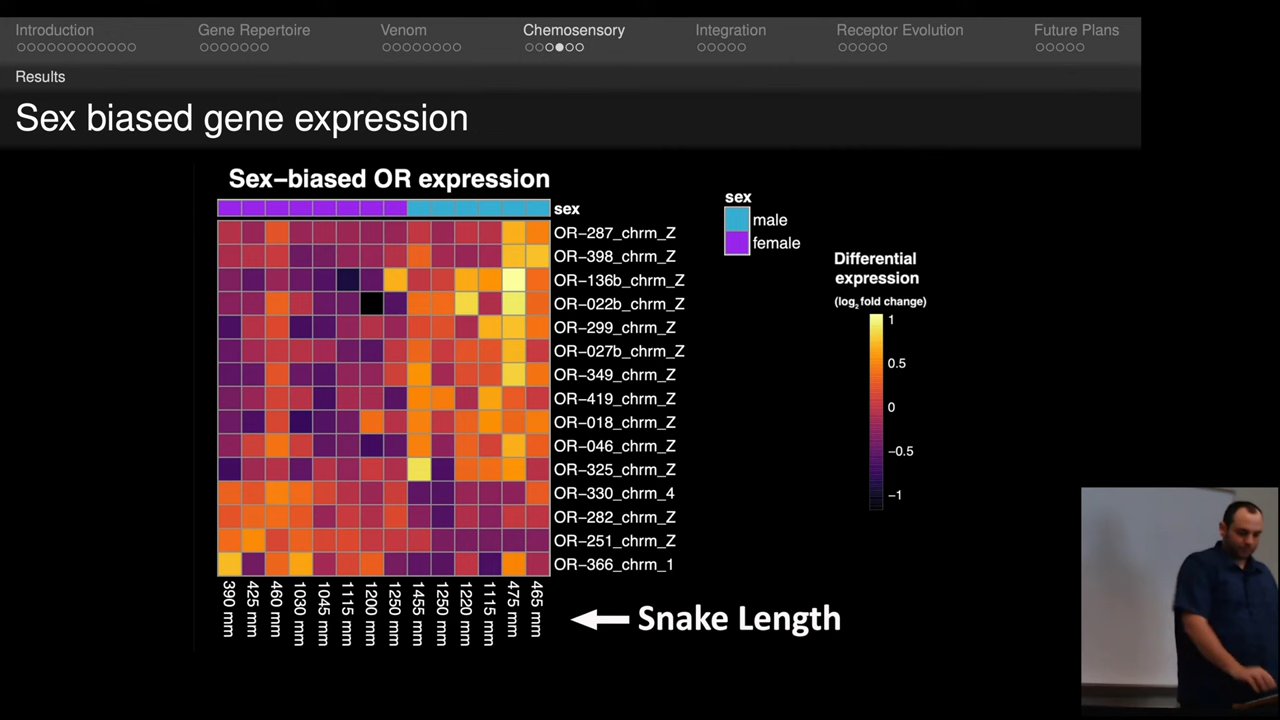 Introduction Gene Repertoire Venom Chemosensory Integration Receptor Evolution Future Plans
Results
Sex biased gene expression
Sex–biased OR expression
sex
OR–287_chrm_Z
OR–398_chrm_Z
OR–136b_chrm_Z
OR–022b_chrm_Z
OR–299_chrm_Z
OR–027b_chrm_Z
OR–349_chrm_Z
OR–419_chrm_Z
OR–018_chrm_Z
OR–046_chrm_Z
OR–325_chrm_Z
OR–330_chrm_4
OR–282_chrm_Z
OR–251_chrm_Z
OR–366_chrm_1
390 mm
425 mm
460 mm
1030 mm
1045 mm
1115 mm
1200 mm
1250 mm
1455 mm
1250 mm
1220 mm
1115 mm
475 mm
465 mm
Snake Length
sex
male
female
Differential
expression
(log2 fold change)
1
0.5
0
−0.5
−1